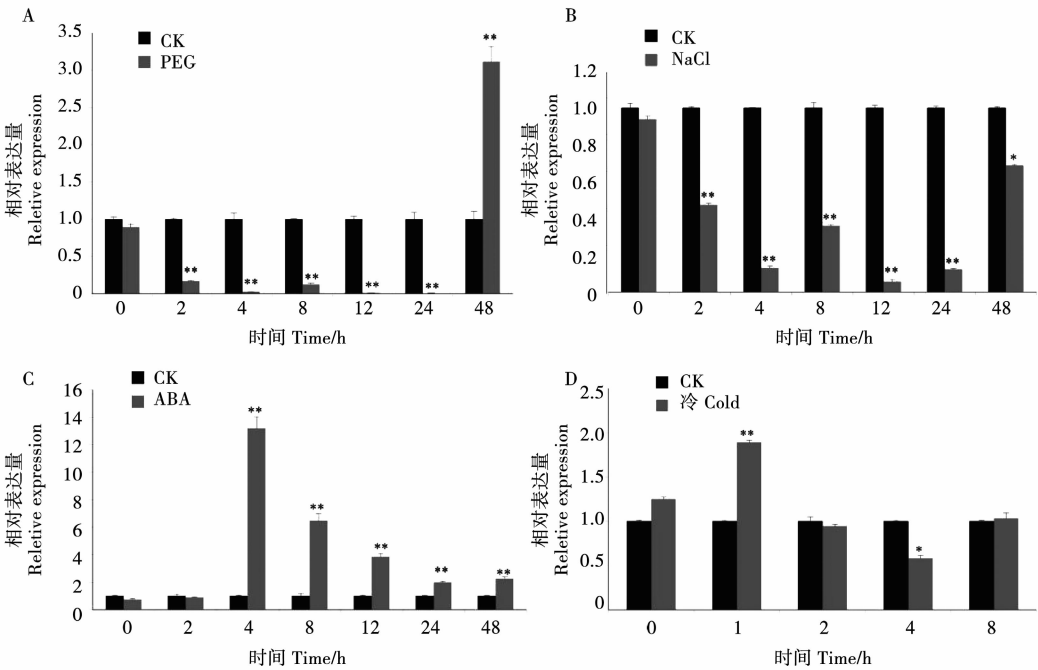 A
CK
PEG
3.5
3.0
2.5
2.0
1.5
1.0
0.5
0
**
**
**
**
**
**
0 2 4 8 12 24 48
时间 Time/h
相对表达量
Reletive expression
B
CK
NaCl
1.2
1.0
0.8
0.6
0.4
0.2
0
**
**
**
**
**
*
0 2 4 8 12 24 48
时间 Time/h
相对表达量
Reletive expression
C
CK
ABA
16
14
12
10
8
6
4
2
0
**
**
**
**
**
0 2 4 8 12 24 48
时间 Time/h
相对表达量
Reletive expression
D
CK
冷 Cold
2.5
2.0
1.5
1.0
0.5
0
**
*
0 1 2 4 8
时间 Time/h
相对表达量
Reletive expression